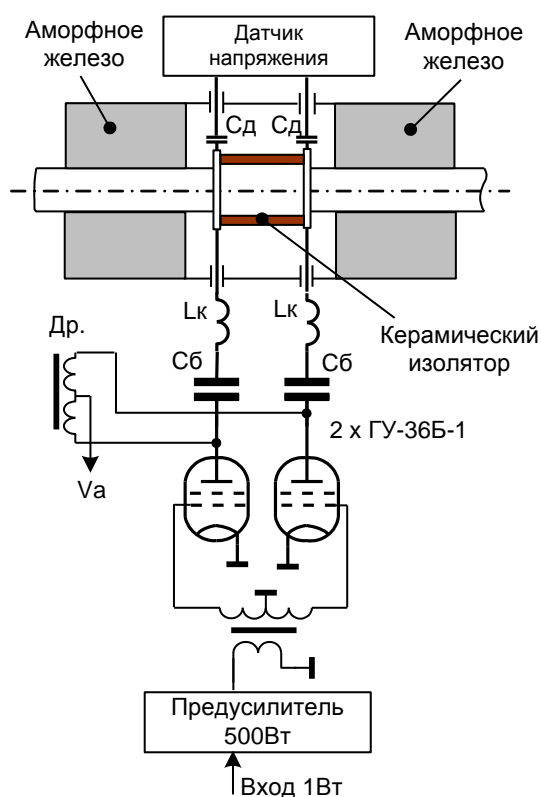 Аморфное
железо
Датчик
напряжения
Аморфное
железо
Сд
Сд
Lк
Lк
Др.
Сб
Сб
Керамический
изолятор
2 x ГУ-36Б-1
Va
Предусилитель
500Вт
Вход 1Вт